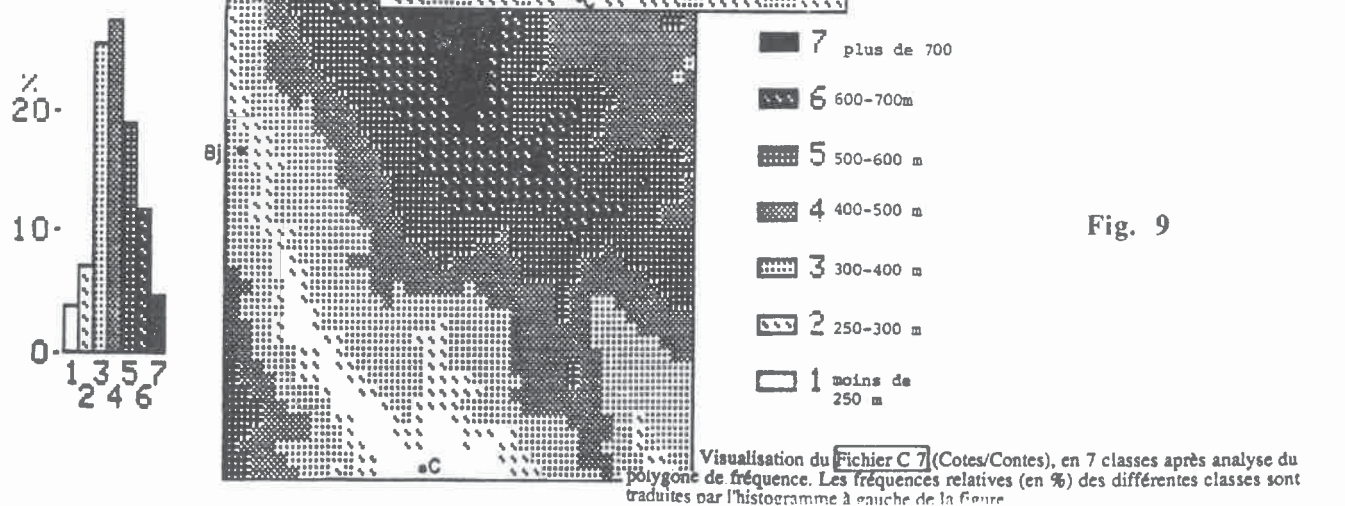 %
20-
10-
0-
1 3 5 7
2 4 6
Bj
C
7 plus de 700
6 600-700m
5 500-600 m
4 400-500 m
3 300-400 m
2 250-300 m
1 moins de
250 m
Fig. 9
Visualisation du Fichier C 7 (Cotes/Contes), en 7 classes après analyse du
polygone de fréquence. Les fréquences relatives (en %) des différentes classes sont
traduites par l'histogramme à gauche de la figure